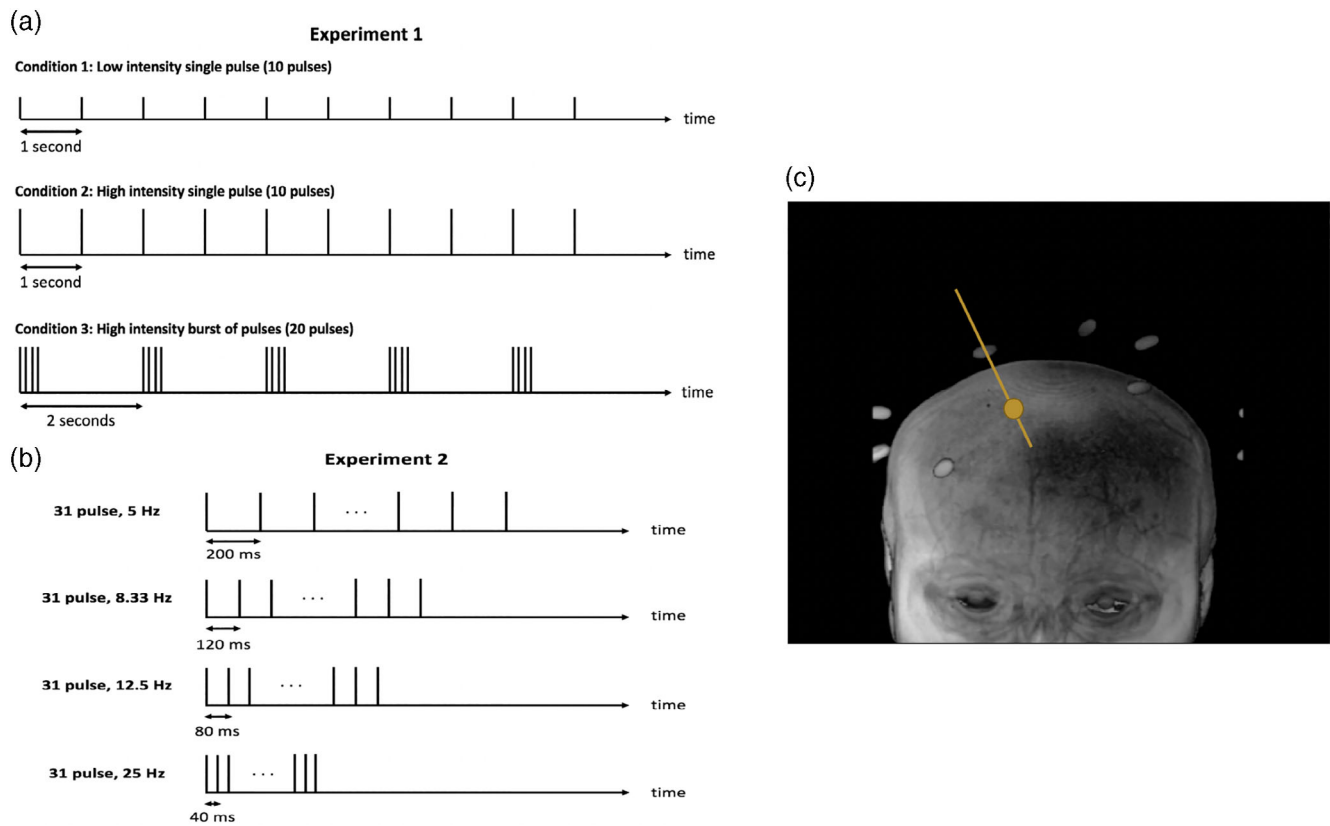 (a)
Experiment 1
Condition 1: Low intensity single pulse (10 pulses)
time
1 second
Condition 2: High intensity single pulse (10 pulses)
time
1 second
Condition 3: High intensity burst of pulses (20 pulses)
time
2 seconds
(b)
Experiment 2
31 pulse, 5 Hz
. . .
time
200 ms
31 pulse, 8.33 Hz
. . .
time
120 ms
31 pulse, 12.5 Hz
. . .
time
80 ms
31 pulse, 25 Hz
. . .
time
40 ms
(c)